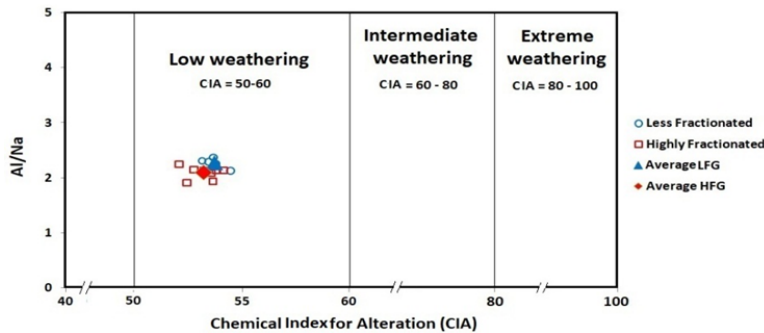 5
4
3
2
1
0
Al/Na
Low weathering
CIA = 50-60
Intermediate
weathering
CIA = 60 - 80
Extreme
weathering
CIA = 80 - 100
Less Fractionated
Highly Fractionated
Average LFG
Average HFG
40 50 55 60 80 100
Chemical Index for Alteration (CIA)